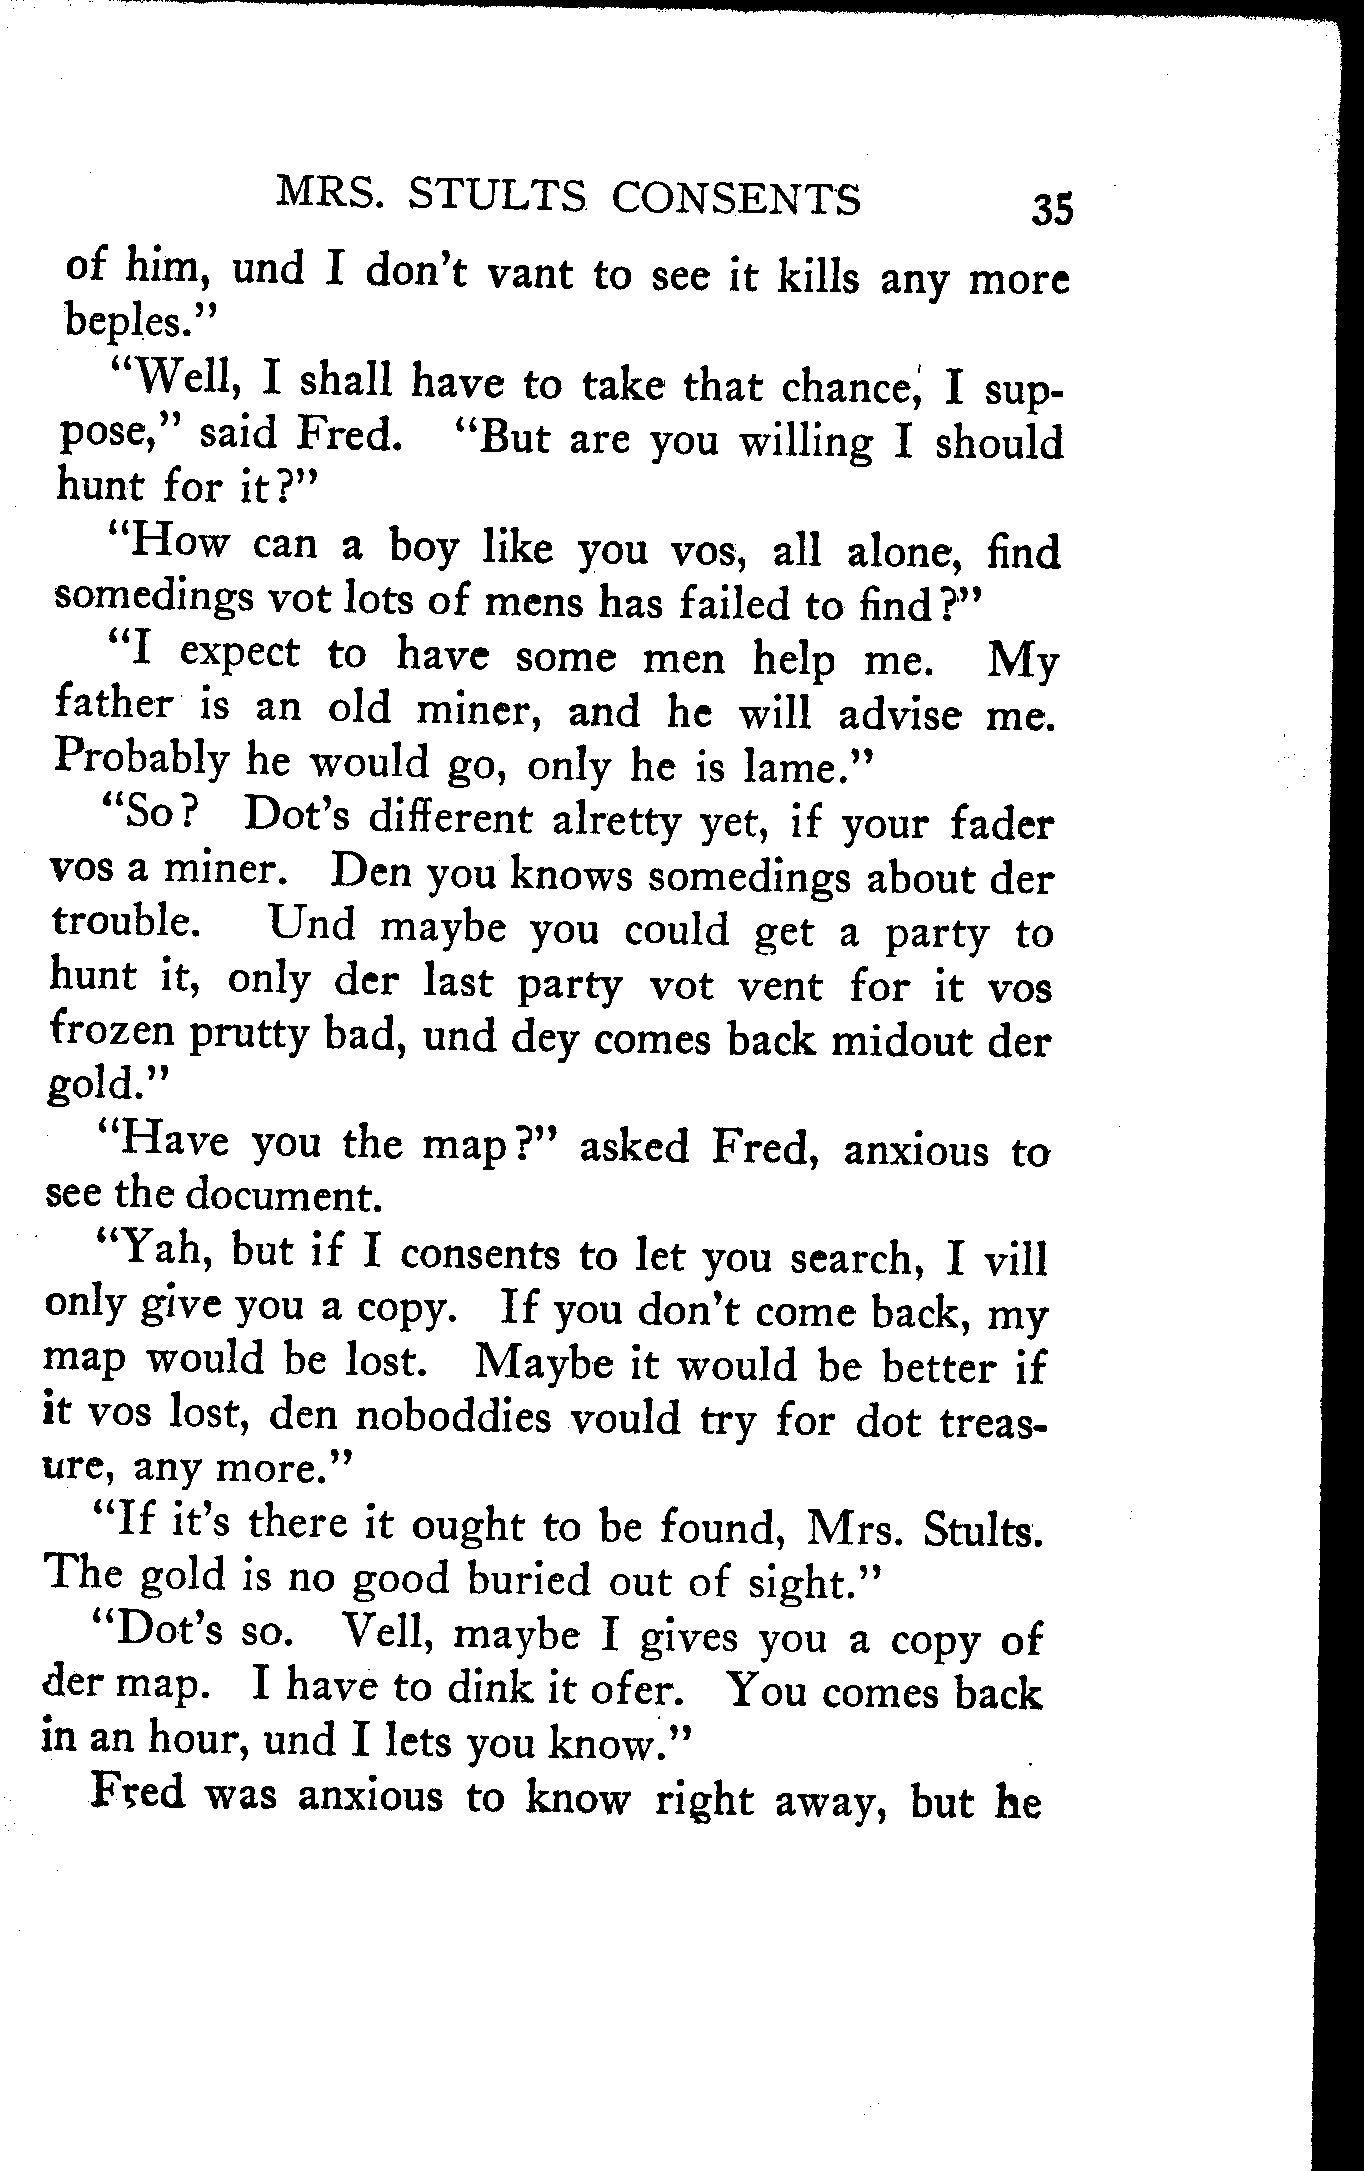 MRS. STULTS CONSENTS 35
of him, und I don't vant to see it kills any more
beples."
"Well, I shall have to take that chance, I sup-
pose," said Fred. "But are you willing I should
hunt for it?"
"How can a boy like you vos, all alone, find
somedings vot lots of mens has failed to find?"
"I expect to have some men help me. My
father is an old miner, and he will advise me.
Probably he would go, only he is lame."
"So? Dot's different alretty yet, if your fader
vos a miner. Den you knows somedings about der
trouble. Und maybe you could get a party to
hunt it, only der last party vot vent for it vos
frozen prutty bad, und dey comes back midout der
gold."
"Have you the map?" asked Fred, anxious to
see the document.
"Yah, but if I consents to let you search, I vill
only give you a copy. If you don't come back, my
map would be lost. Maybe it would be better if
it vos lost, den noboddies vould try for dot treas-
ure, any more."
"If it's there it ought to be found, Mrs. Stults.
The gold is no good buried out of sight."
"Dot's so. Vell, maybe I gives you a copy of
der map. I have to dink it ofer. You comes back
in an hour, und I lets you know."
Fred was anxious to know right away, but he